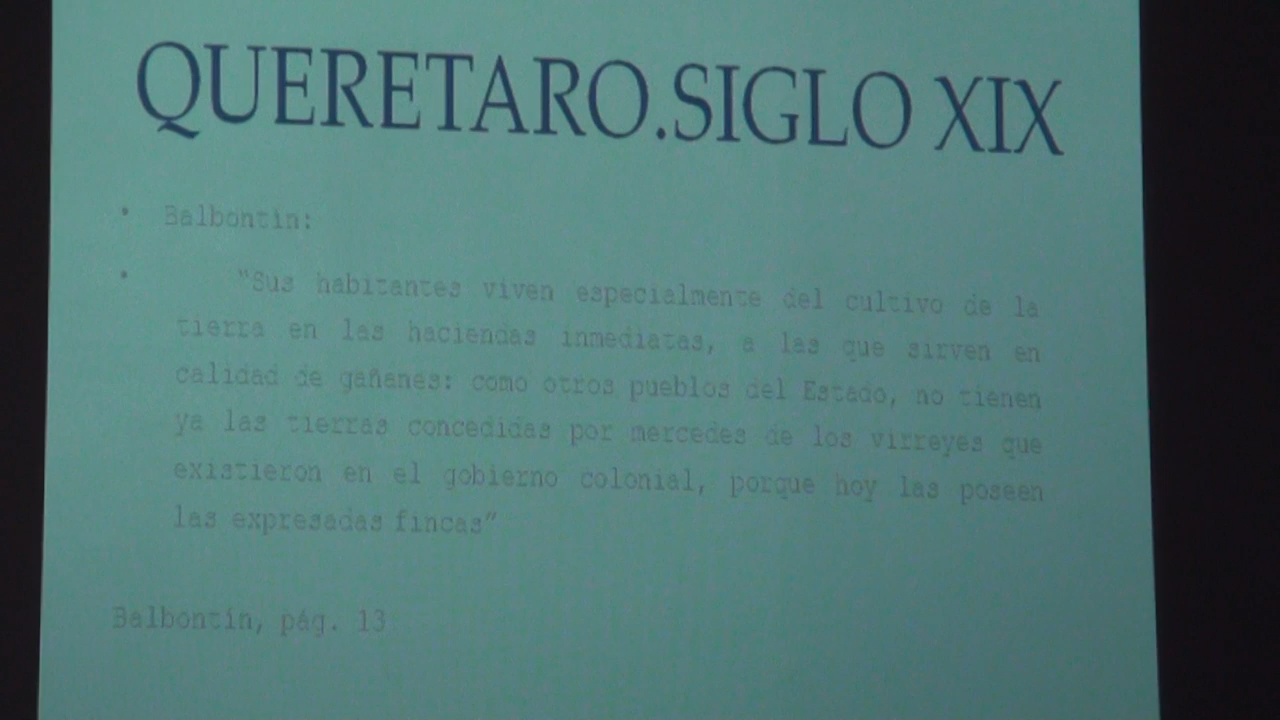 QUERETARO.SIGLO XIX
• Balbontin:
• “Sus habitantes viven especialmente del cultivo de la
tierra en las haciendas inmediatas, a las que sirven en
calidad de gañanes: como otros pueblos del Estado, no tienen
ya las tierras concedidas por mercedes de los virreyes que
existieron en el gobierno colonial, porque hoy las poseen
las expresadas fincas”
Balbontín, pág. 13